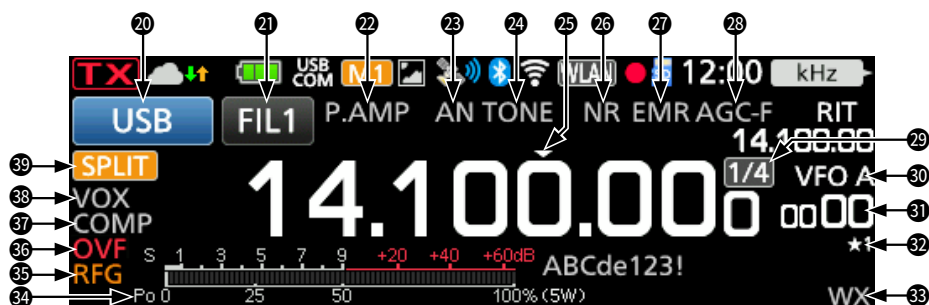 ⑳ ㉑ ㉒ ㉓ ㉔ ㉕ ㉖ ㉗ ㉘
TX USB COM M1 WLAN 12:00 kHz
USB FIL1 P.AMP AN TONE NR EMR AGC-F RIT
14.100.00
㉙
㊴ SPLIT 14.100.000 1/4 VFO A ㉚
㊳ VOX
㊲ COMP 00 00 ㉛
㊱ OVF S 1 3 5 7 9 +20 +40 +60dB ABCde123! ★1 ㉜
㉟ RFG
㉞ Po 0 25 50 100% (5W) WX ㉝